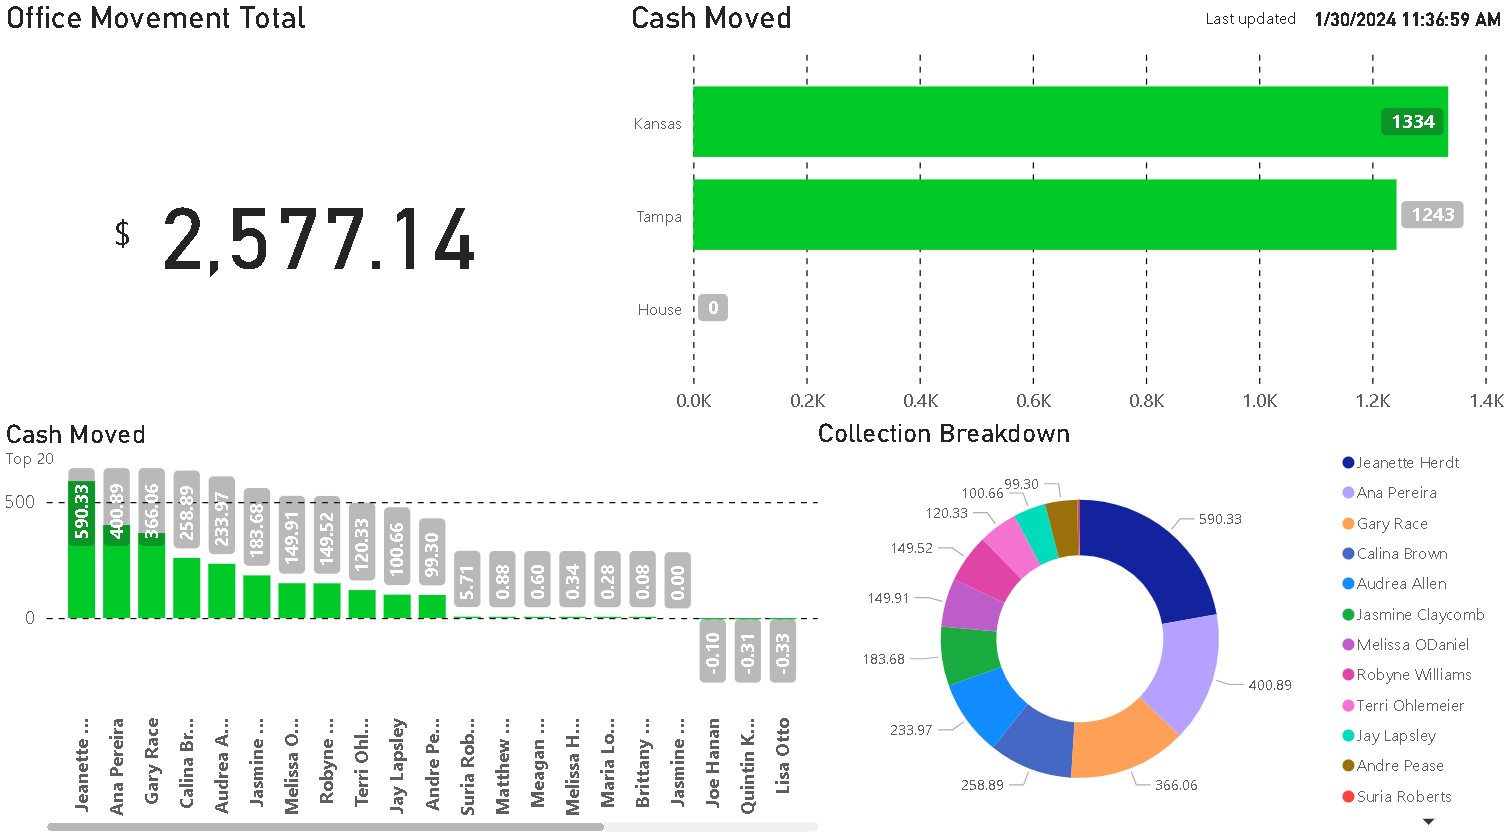 Office Movement Total
$ 2,577.14
Cash Moved
Last updated 1/30/2024 11:36:59 AM
Kansas 1334
Tampa 1243
House 0
0.0K 0.2K 0.4K 0.6K 0.8K 1.0K 1.2K 1.4K
Cash Moved
Top 20
500
0
590.33 400.89 366.06 258.89 233.97 183.68 149.91 149.52 120.33 100.66 99.30 5.71 0.88 0.60 0.34 0.28 0.08 0.00 -0.10 -0.31 -0.33
Jeanette ...
Ana Pereira
Gary Race
Calina Br...
Audrea A...
Jasmine ...
Melissa O...
Robyne ...
Terri Ohl...
Jay Lapsley
Andre Pe...
Suria Rob...
Matthew ...
Meagan ...
Melissa H...
Maria Lo...
Brittany ...
Jasmine ...
Joe Hanan
Quintin K...
Lisa Otto
Collection Breakdown
590.33
400.89
366.06
258.89
233.97
183.68
149.91
149.52
120.33
100.66
99.30
Jeanette Herdt
Ana Pereira
Gary Race
Calina Brown
Audrea Allen
Jasmine Claycomb
Melissa ODaniel
Robyne Williams
Terri Ohlemeier
Jay Lapsley
Andre Pease
Suria Roberts